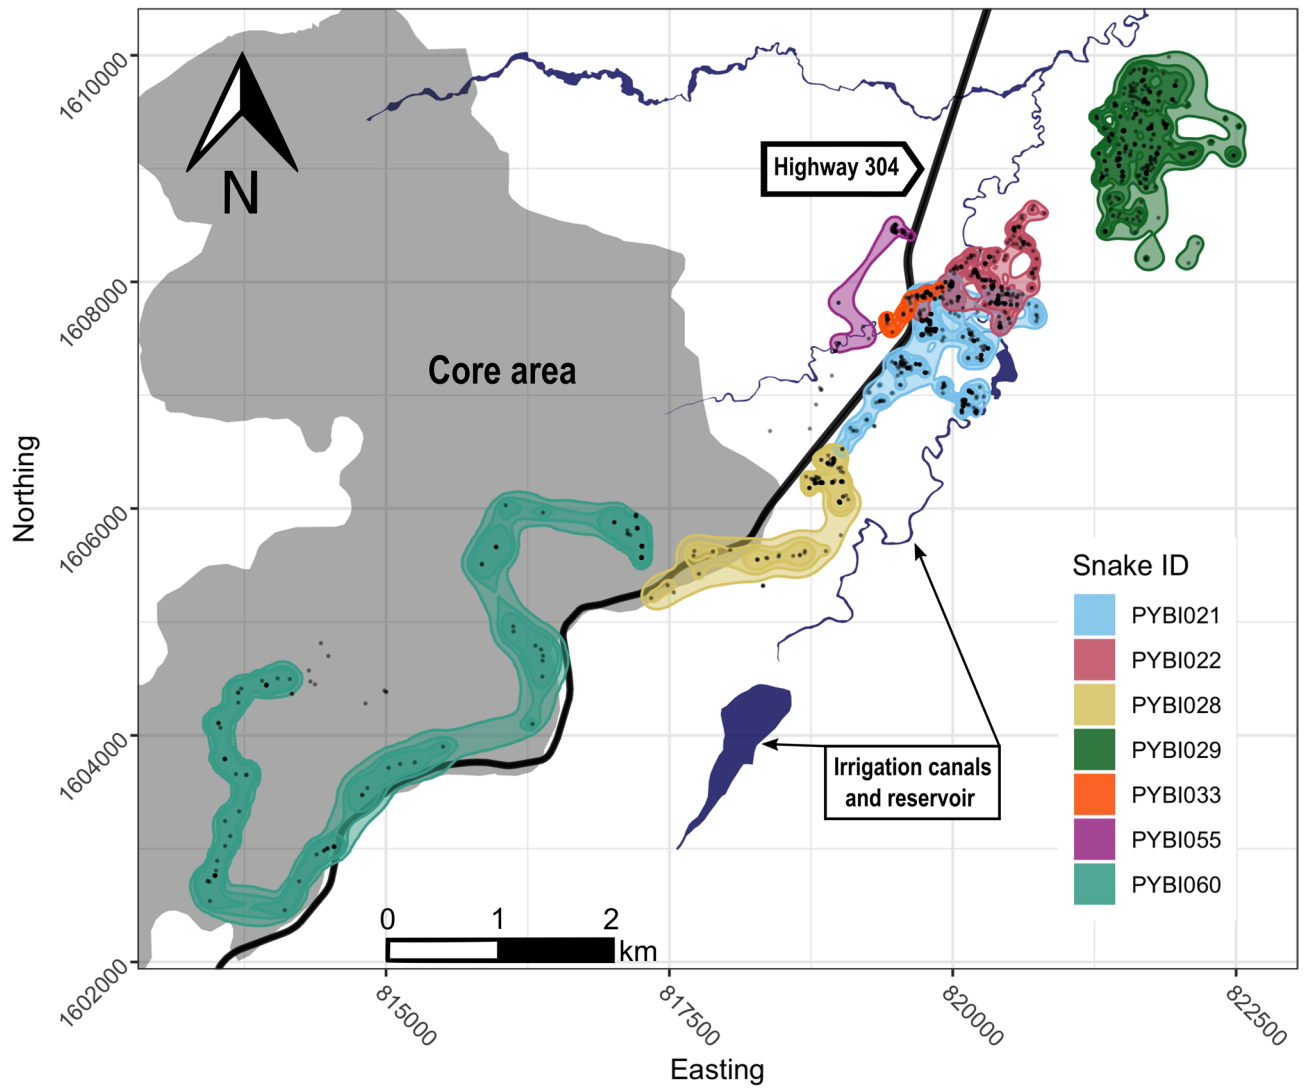 1610000
1608000
1606000
1604000
1602000
Northing
N
Highway 304
Core area
Snake ID
PYBI021
PYBI022
PYBI028
PYBI029
PYBI033
PYBI055
PYBI060
Irrigation canals
and reservoir
0 1 2
km
815000
817500
820000
822500
Easting